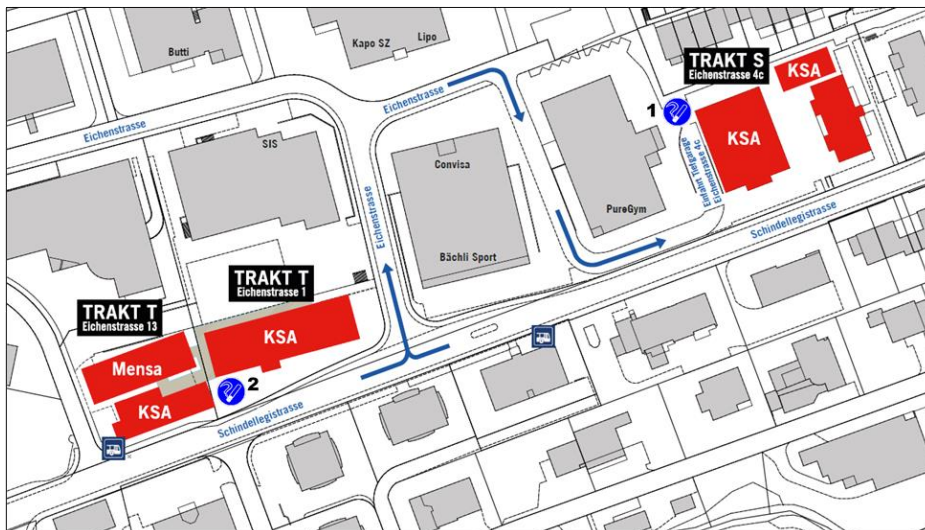 Butti
Kapo SZ
Lipo
TRAKT S
Eichenstrasse 4c
KSA
1
KSA
Eichenstrasse
Eichenstrasse
SIS
Convisa
Einfahrt Tiefgarage
Eichenstrasse 4c
PureGym
Eichenstrasse
Schindellegistrasse
Bächli Sport
TRAKT T
Eichenstrasse 1
TRAKT T
Eichenstrasse 13
KSA
Mensa
2
KSA
Schindellegistrasse